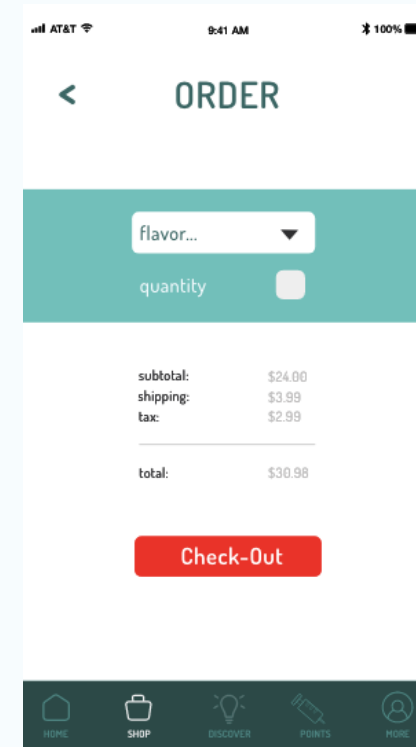 AT&T 9:41 AM 100%
< ORDER
flavor...
quantity
subtotal: $24.00
shipping: $3.99
tax: $2.99
total: $30.98
Check-Out
HOME SHOP DISCOVER POINTS MORE